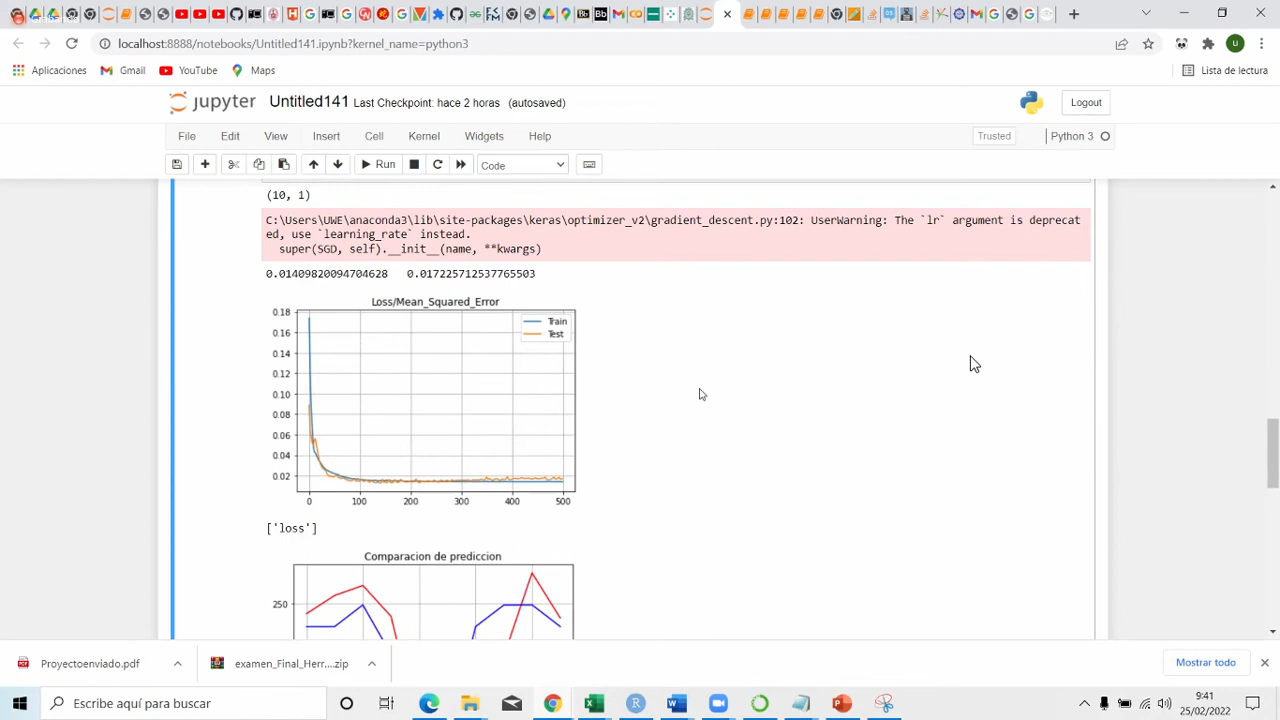 localhost:8888/notebooks/Untitled141.ipynb?kernel_name=python3
u
Aplicaciones Gmail YouTube Maps Lista de lectura
jupyter Untitled141 Last Checkpoint: hace 2 horas (autosaved) Logout
File Edit View Insert Cell Kernel Widgets Help Trusted Python 3
Run Code
(10, 1)
C:\Users\UWE\anaconda3\lib\site-packages\keras\optimizer_v2\gradient_descent.py:102: UserWarning: The `lr` argument is deprecat
ed, use `learning_rate` instead.
super(SGD, self).__init__(name, **kwargs)
0.01409820094704628 0.017225712537765503
Loss/Mean_Squared_Error
0.18
Train
0.16
Test
0.14
0.12
0.10
0.08
0.06
0.04
0.02
0 100 200 300 400 500
['loss']
Comparacion de prediccion
250
Proyectoenviado.pdf examen_Final_Herr....zip Mostrar todo
Escribe aquí para buscar
9:41
25/02/2022